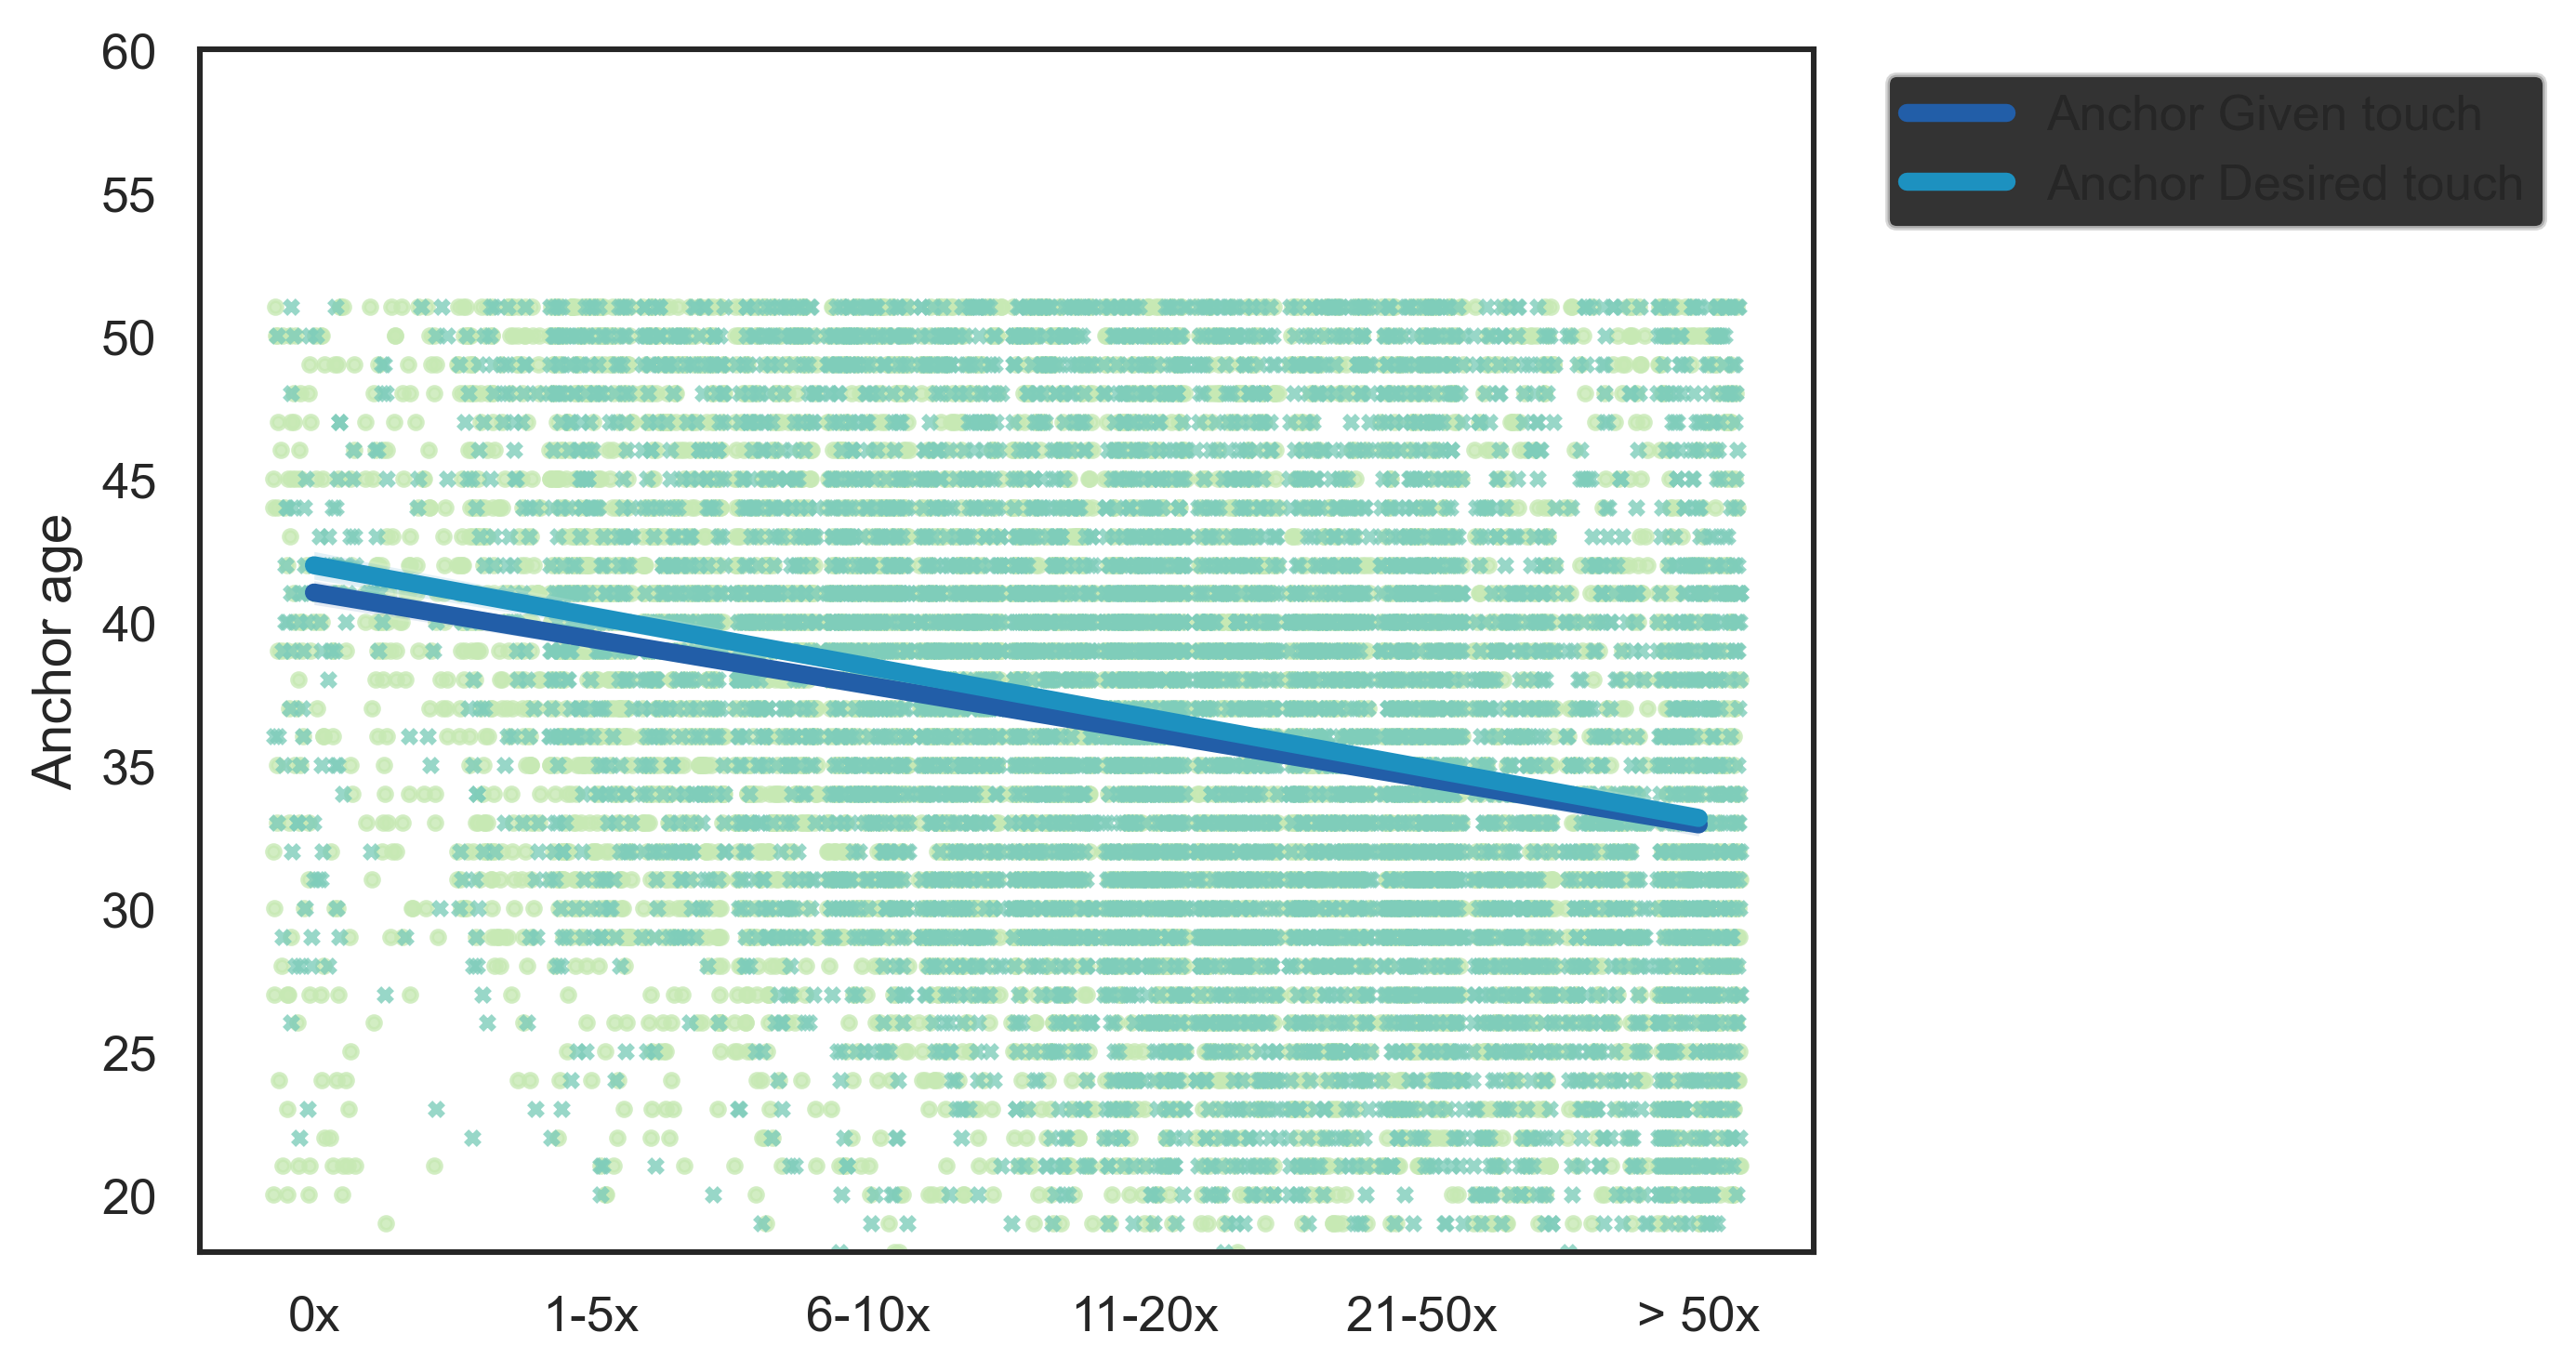 60
55
50
45
40
35
30
25
20
Anchor age
0x 1-5x 6-10x 11-20x 21-50x > 50x
Anchor Given touch
Anchor Desired touch